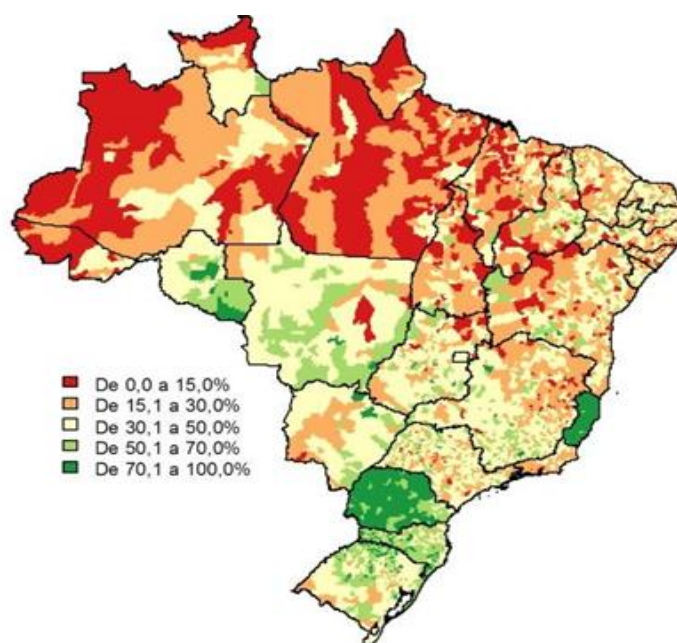 De 0,0 a 15,0%
De 15,1 a 30,0%
De 30,1 a 50,0%
De 50,1 a 70,0%
De 70,1 a 100,0%